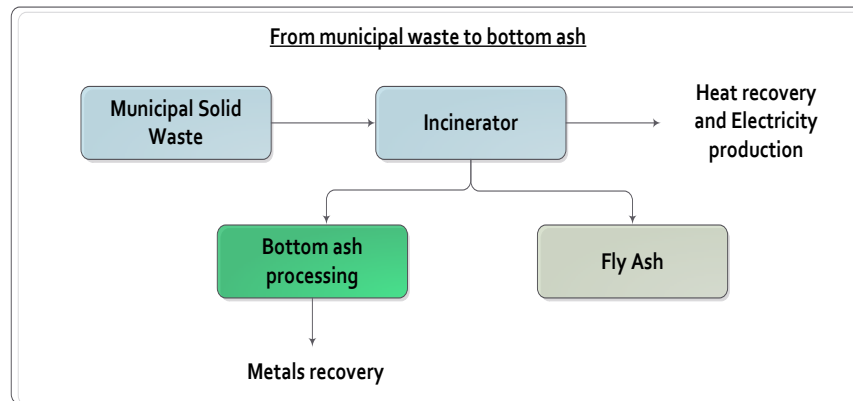 From municipal waste to bottom ash
Municipal Solid
Waste
Incinerator
Heat recovery
and Electricity
production
Bottom ash
processing
Fly Ash
Metals recovery